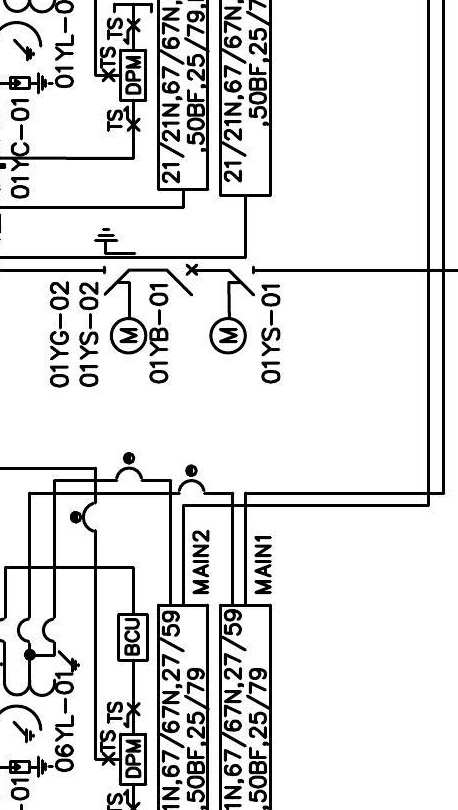 01YL-0
TS
XTS
DPM
TS
01YC-01
21/21N,67/67N,
,50BF,25/79,
21/21N,67/67N,
,50BF,25/7
01YG-02
01YS-02
M
01YB-01
M
01YS-01
MAIN2
MAIN1
BCU
1N,67/67N,27/59
,50BF,25/79
1N,67/67N,27/59
,50BF,25/79
06YL-01
TS
XTS
DPM
TS
-01